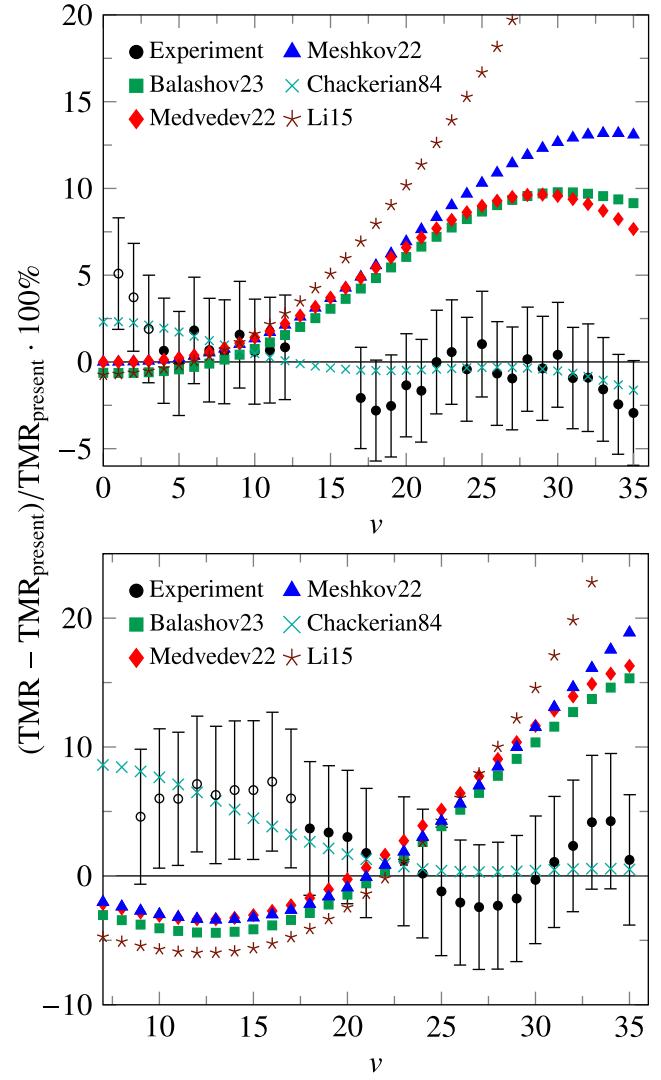 20
15
10
5
0
−5
Experiment
Meshkov22
Balashov23
Chackerian84
Medvedev22
Li15
0 5 10 15 20 25 30 35
v
(TMR − TMRpresent)/TMRpresent · 100%
20
10
0
−10
Experiment
Meshkov22
Balashov23
Chackerian84
Medvedev22
Li15
10 15 20 25 30 35
v